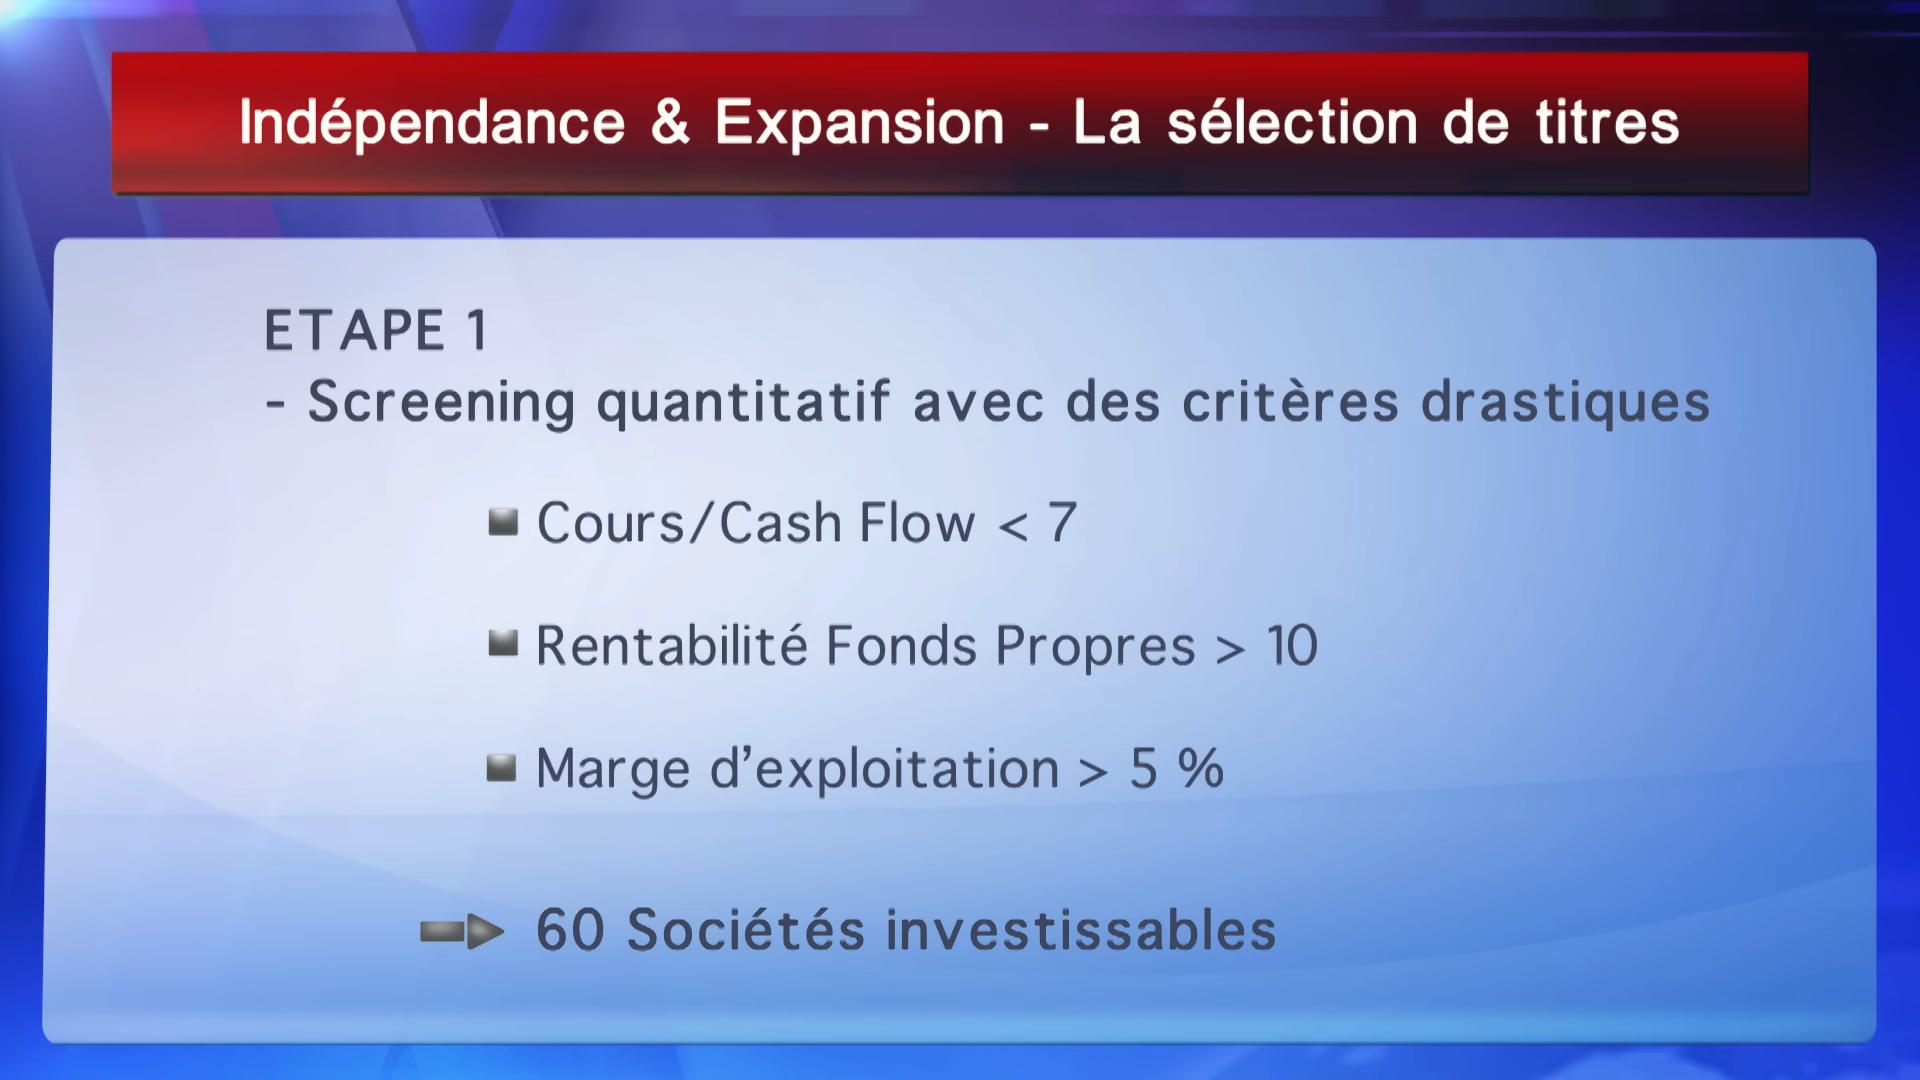 Indépendance & Expansion - La sélection de titres
ETAPE 1
- Screening quantitatif avec des critères drastiques
Cours/Cash Flow < 7
Rentabilité Fonds Propres > 10
Marge d’exploitation > 5 %
60 Sociétés investissables